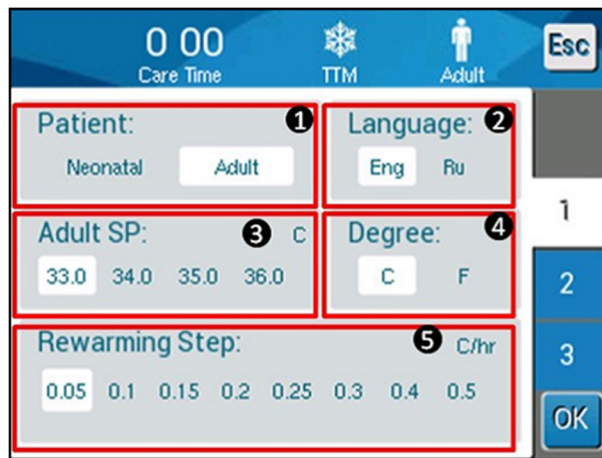 0 00
Care Time
TTM
Adult
Esc
Patient: 1
Neonatal Adult
Language: 2
Eng Ru
Adult SP: 3 C
33.0 34.0 35.0 36.0
Degree: 4
C F
Rewarming Step: 5 C/hr
0.05 0.1 0.15 0.2 0.25 0.3 0.4 0.5
1
2
3
OK